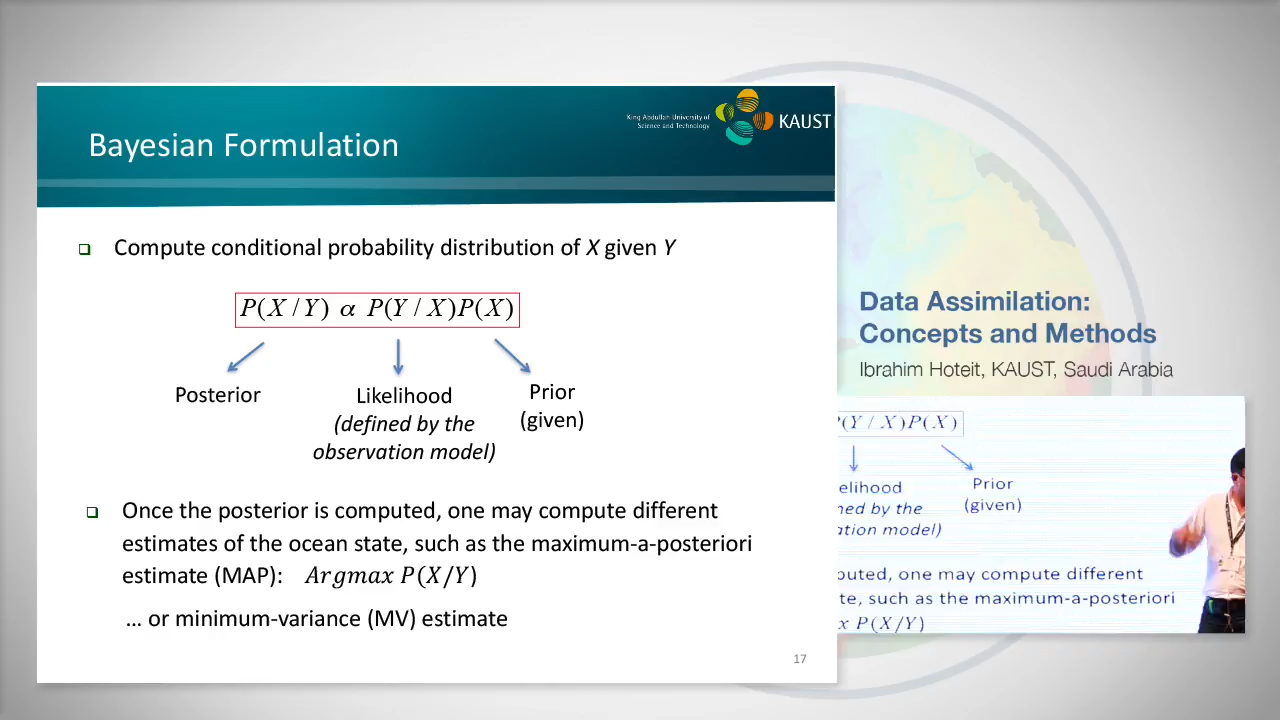 King Abdullah University of
Science and Technology
KAUST
Bayesian Formulation
Compute conditional probability distribution of X given Y
P(X / Y) α P(Y / X)P(X)
Posterior
Likelihood
(defined by the
observation model)
Prior
(given)
Once the posterior is computed, one may compute different
estimates of the ocean state, such as the maximum-a-posteriori
estimate (MAP): Argmax P(X/Y)
… or minimum-variance (MV) estimate
17
Data Assimilation:
Concepts and Methods
Ibrahim Hoteit, KAUST, Saudi Arabia
P(Y / X)P(X)
elihood
ned by the
ation model)
Prior
(given)
puted, one may compute different
te, such as the maximum-a-posteriori
x P(X/Y)